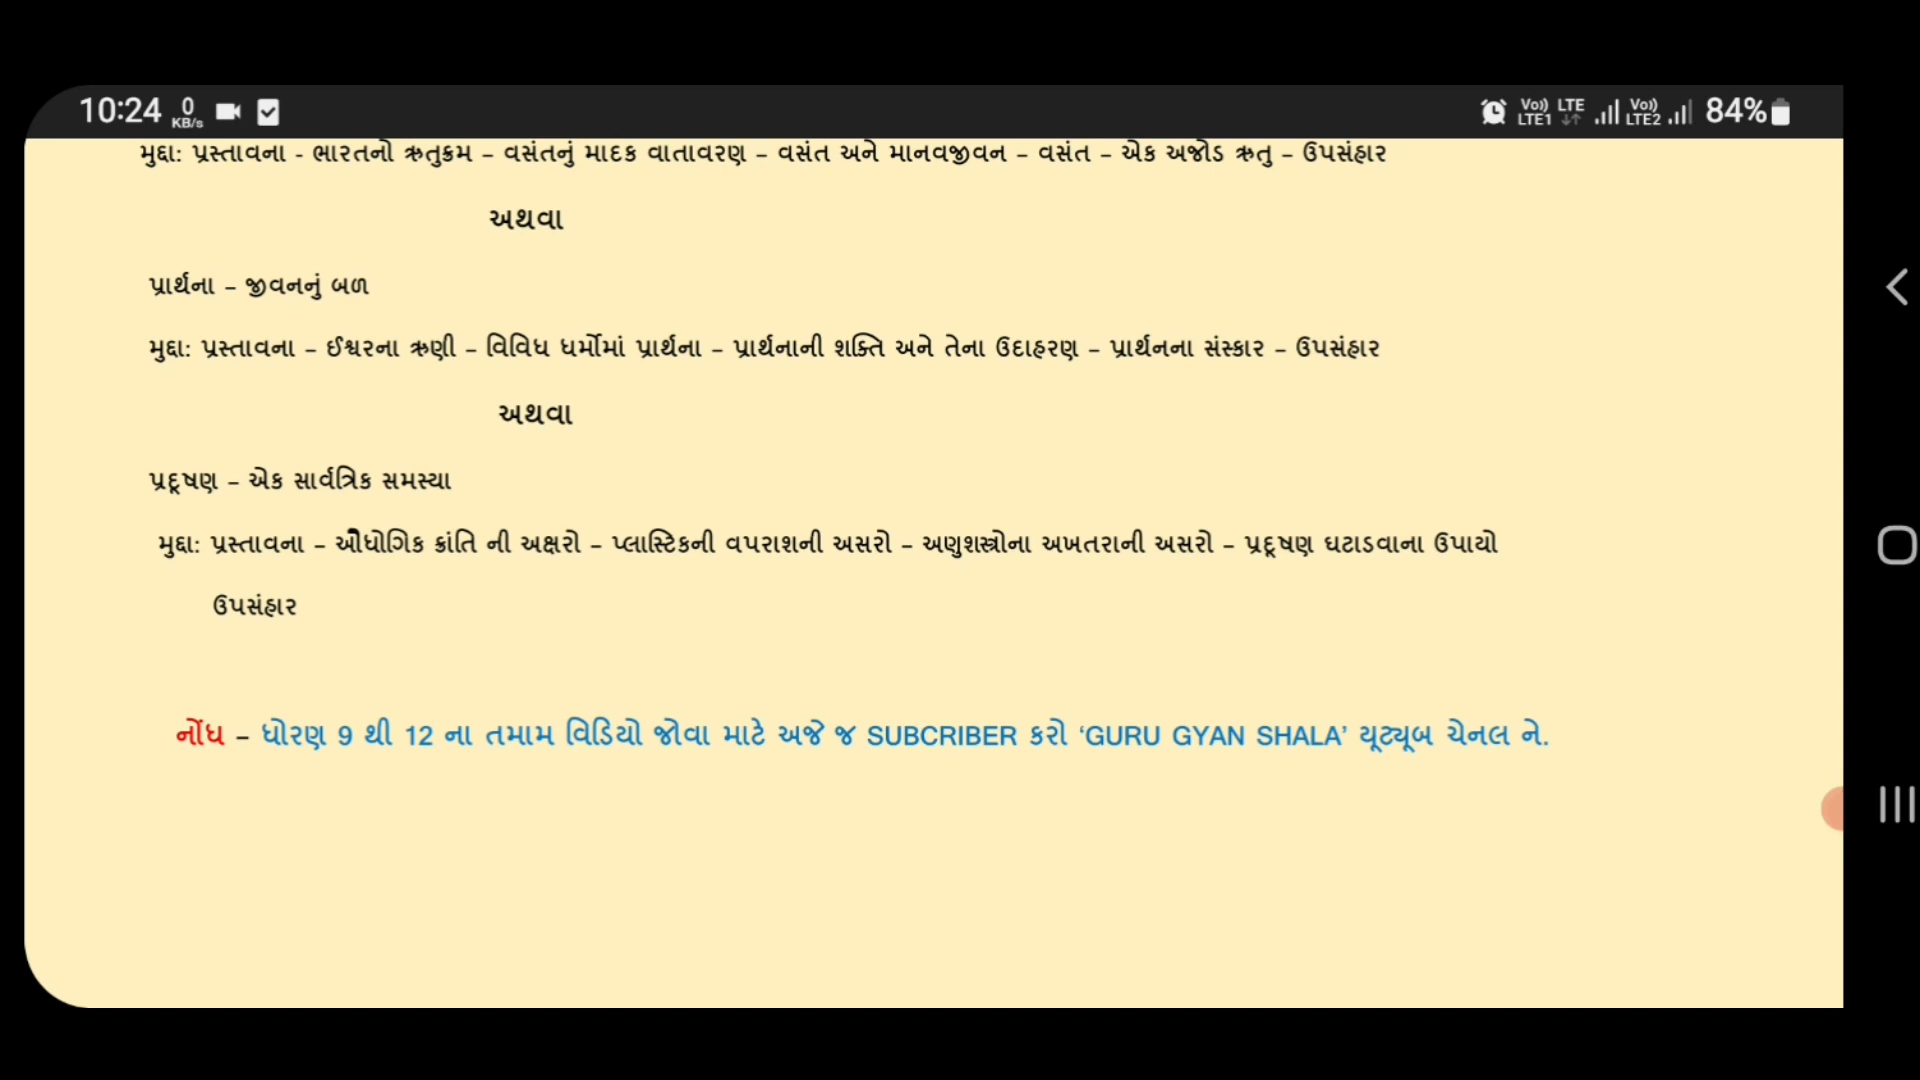 10:24 0 KB/s Vo)) LTE1 LTE Vo)) LTE2 84%
મુદ્દા: પ્રસ્તાવના - ભારતનો ઋતુક્રમ – વસંતનું માદક વાતાવરણ – વસંત અને માનવજીવન – વસંત – એક અજોડ ઋતુ – ઉપસંહાર
અથવા
પ્રાર્થના – જીવનનું બળ
મુદ્દા: પ્રસ્તાવના – ઈશ્વરના ઋણી – વિવિધ ધર્મોમાં પ્રાર્થના – પ્રાર્થનાની શક્તિ અને તેના ઉદાહરણ – પ્રાર્થનના સંસ્કાર – ઉપસંહાર
અથવા
પ્રદૂષણ – એક સાર્વત્રિક સમસ્યા
મુદ્દા: પ્રસ્તાવના – ઔધોગિક ક્રાંતિ ની અક્ષરો – પ્લાસ્ટિકની વપરાશની અસરો – અણુશસ્ત્રોના અખતરાની અસરો – પ્રદૂષણ ઘટાડવાના ઉપાયો
ઉપસંહાર
નોંધ – ધોરણ 9 થી 12 ના તમામ વિડિયો જોવા માટે અજે જ SUBCRIBER કરો ‘GURU GYAN SHALA’ યૂટ્યૂબ ચેનલ ને.